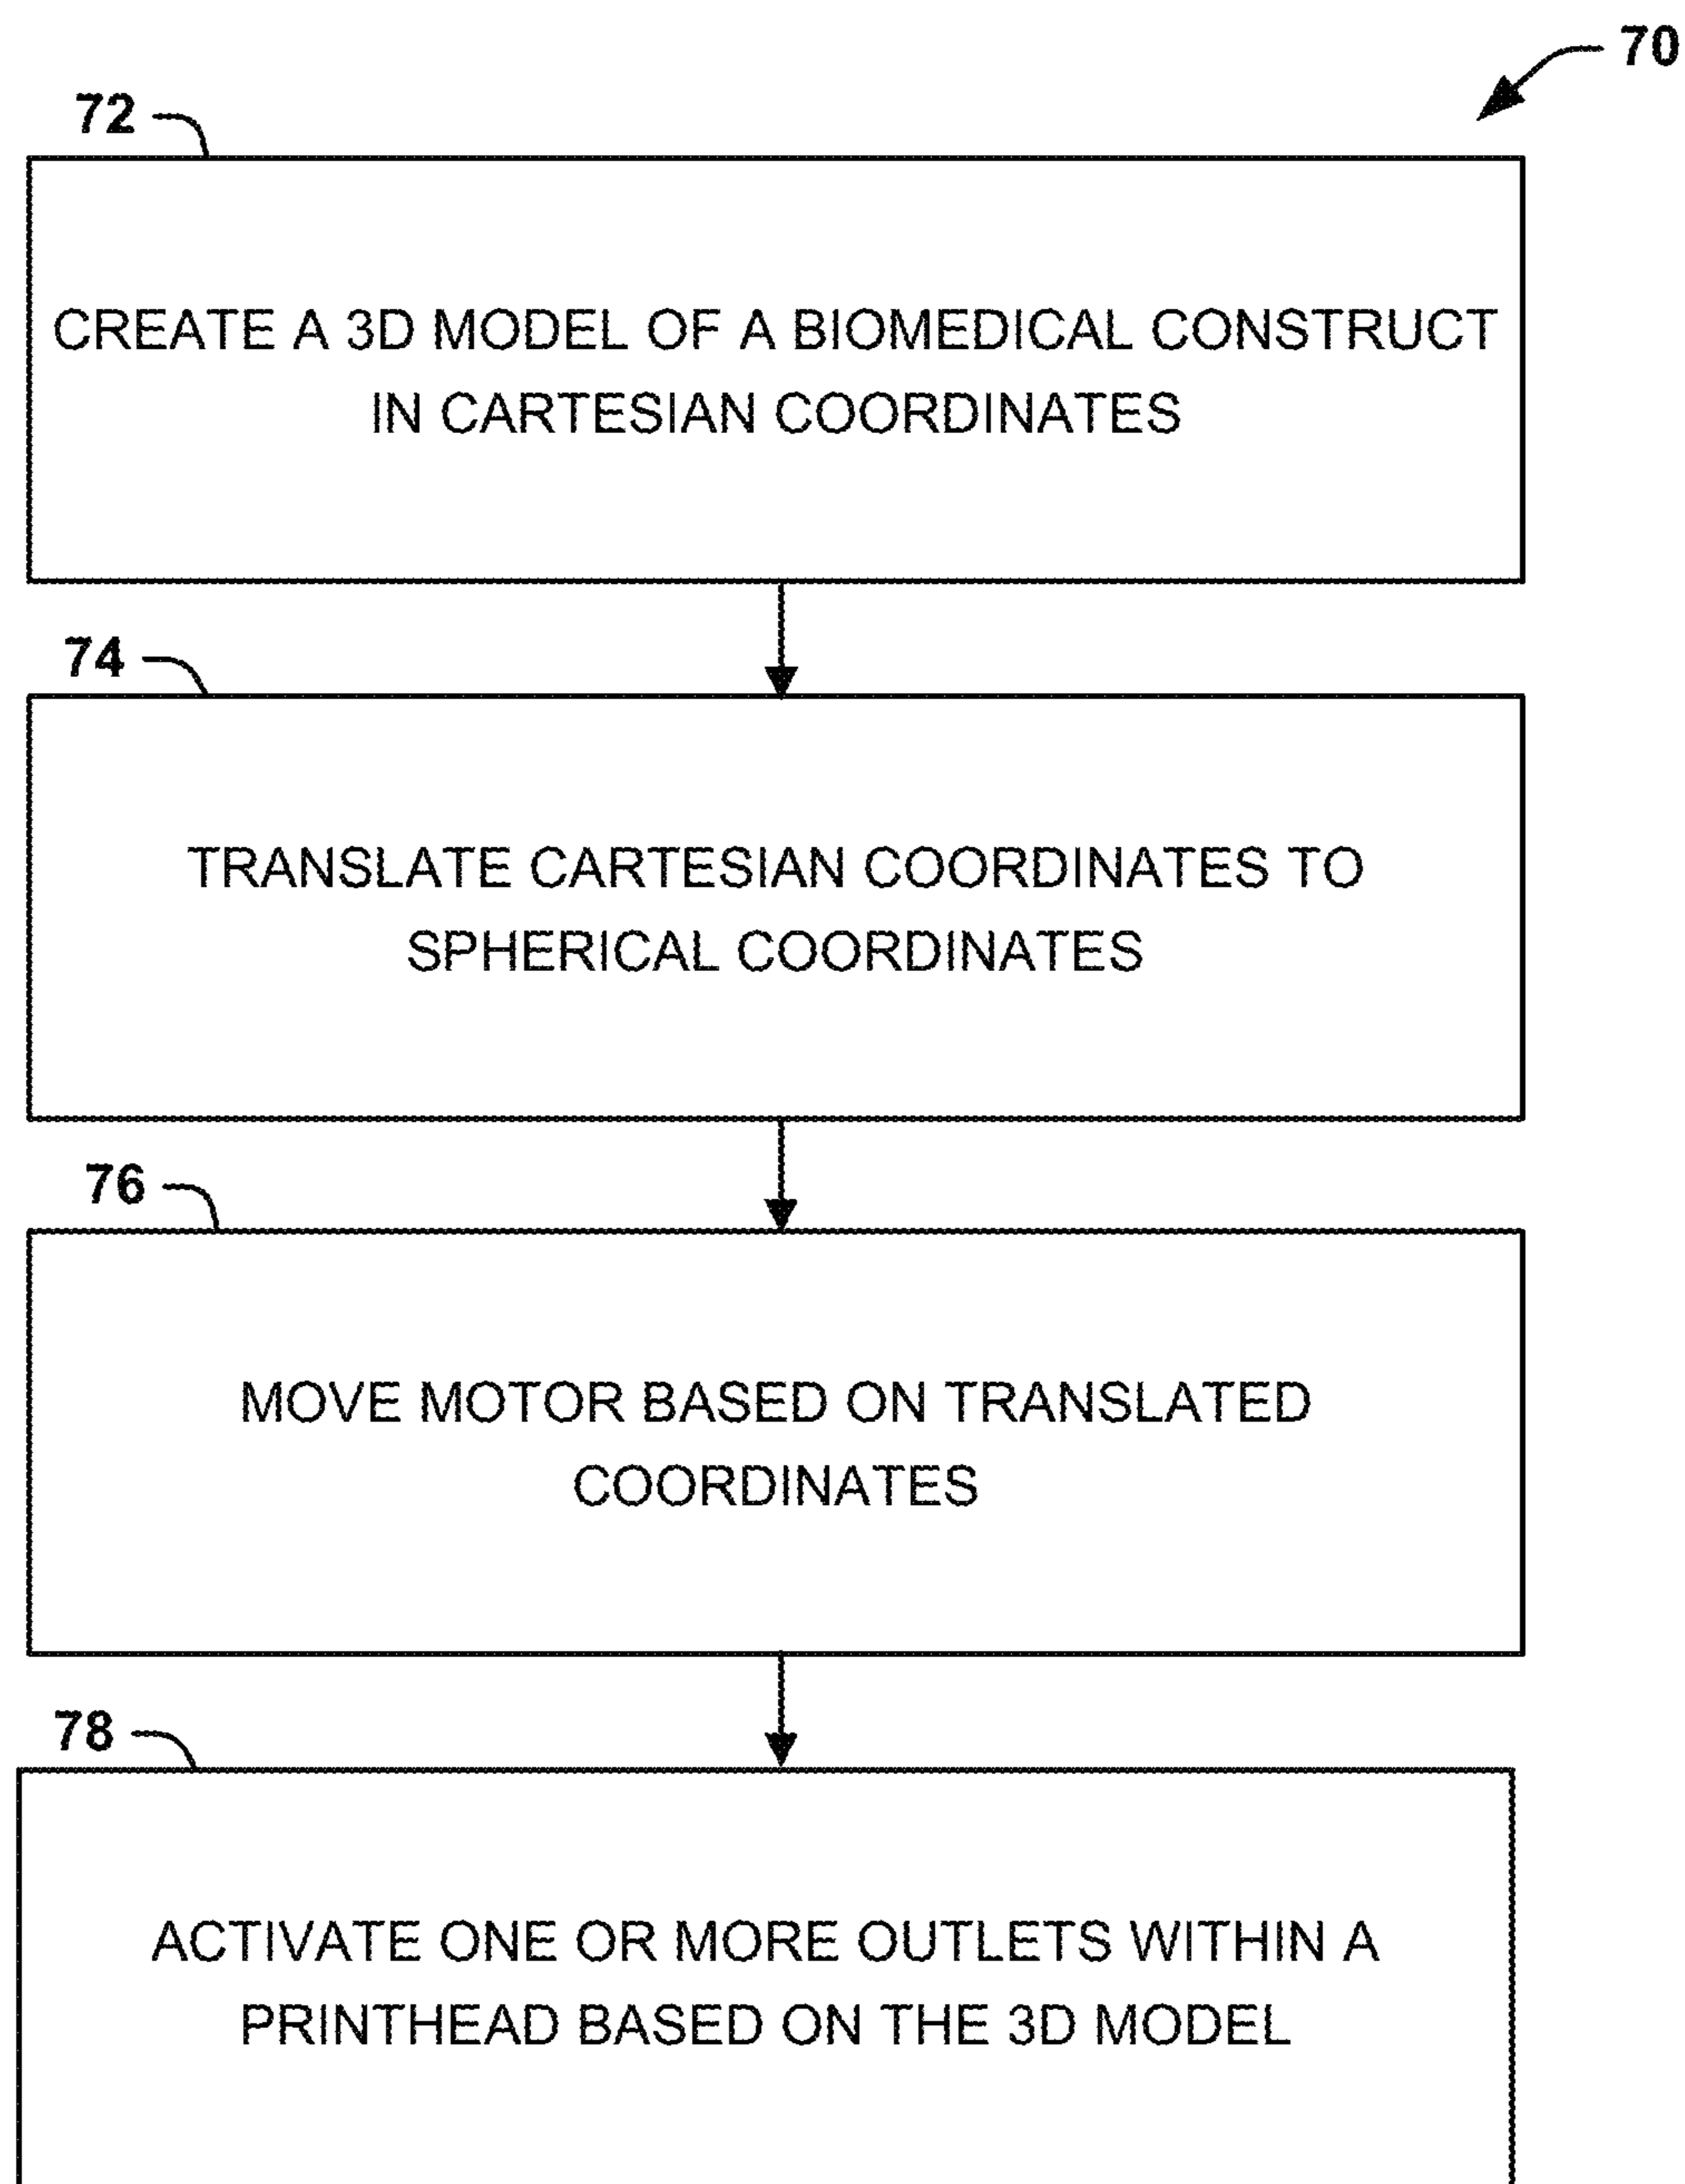 70
72
CREATE A 3D MODEL OF A BIOMEDICAL CONSTRUCT
IN CARTESIAN COORDINATES
74
TRANSLATE CARTESIAN COORDINATES TO
SPHERICAL COORDINATES
76
MOVE MOTOR BASED ON TRANSLATED
COORDINATES
78
ACTIVATE ONE OR MORE OUTLETS WITHIN A
PRINTHEAD BASED ON THE 3D MODEL